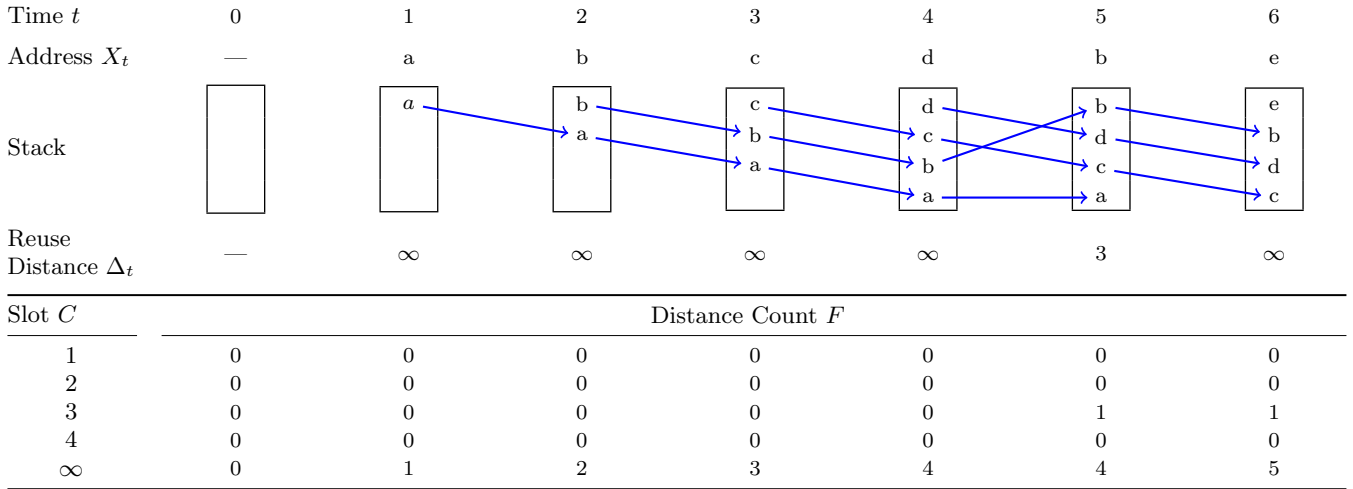 Time t 0 1 2 3 4 5 6
Address Xₜ — a b c d b e
a b c d b e
a b c d b
Stack
a b c d
a a c
Reuse
Distance Δₜ — ∞ ∞ ∞ ∞ 3 ∞
Slot C Distance Count F
1 0 0 0 0 0 0 0
2 0 0 0 0 0 0 0
3 0 0 0 0 0 1 1
4 0 0 0 0 0 0 0
∞ 0 1 2 3 4 4 5